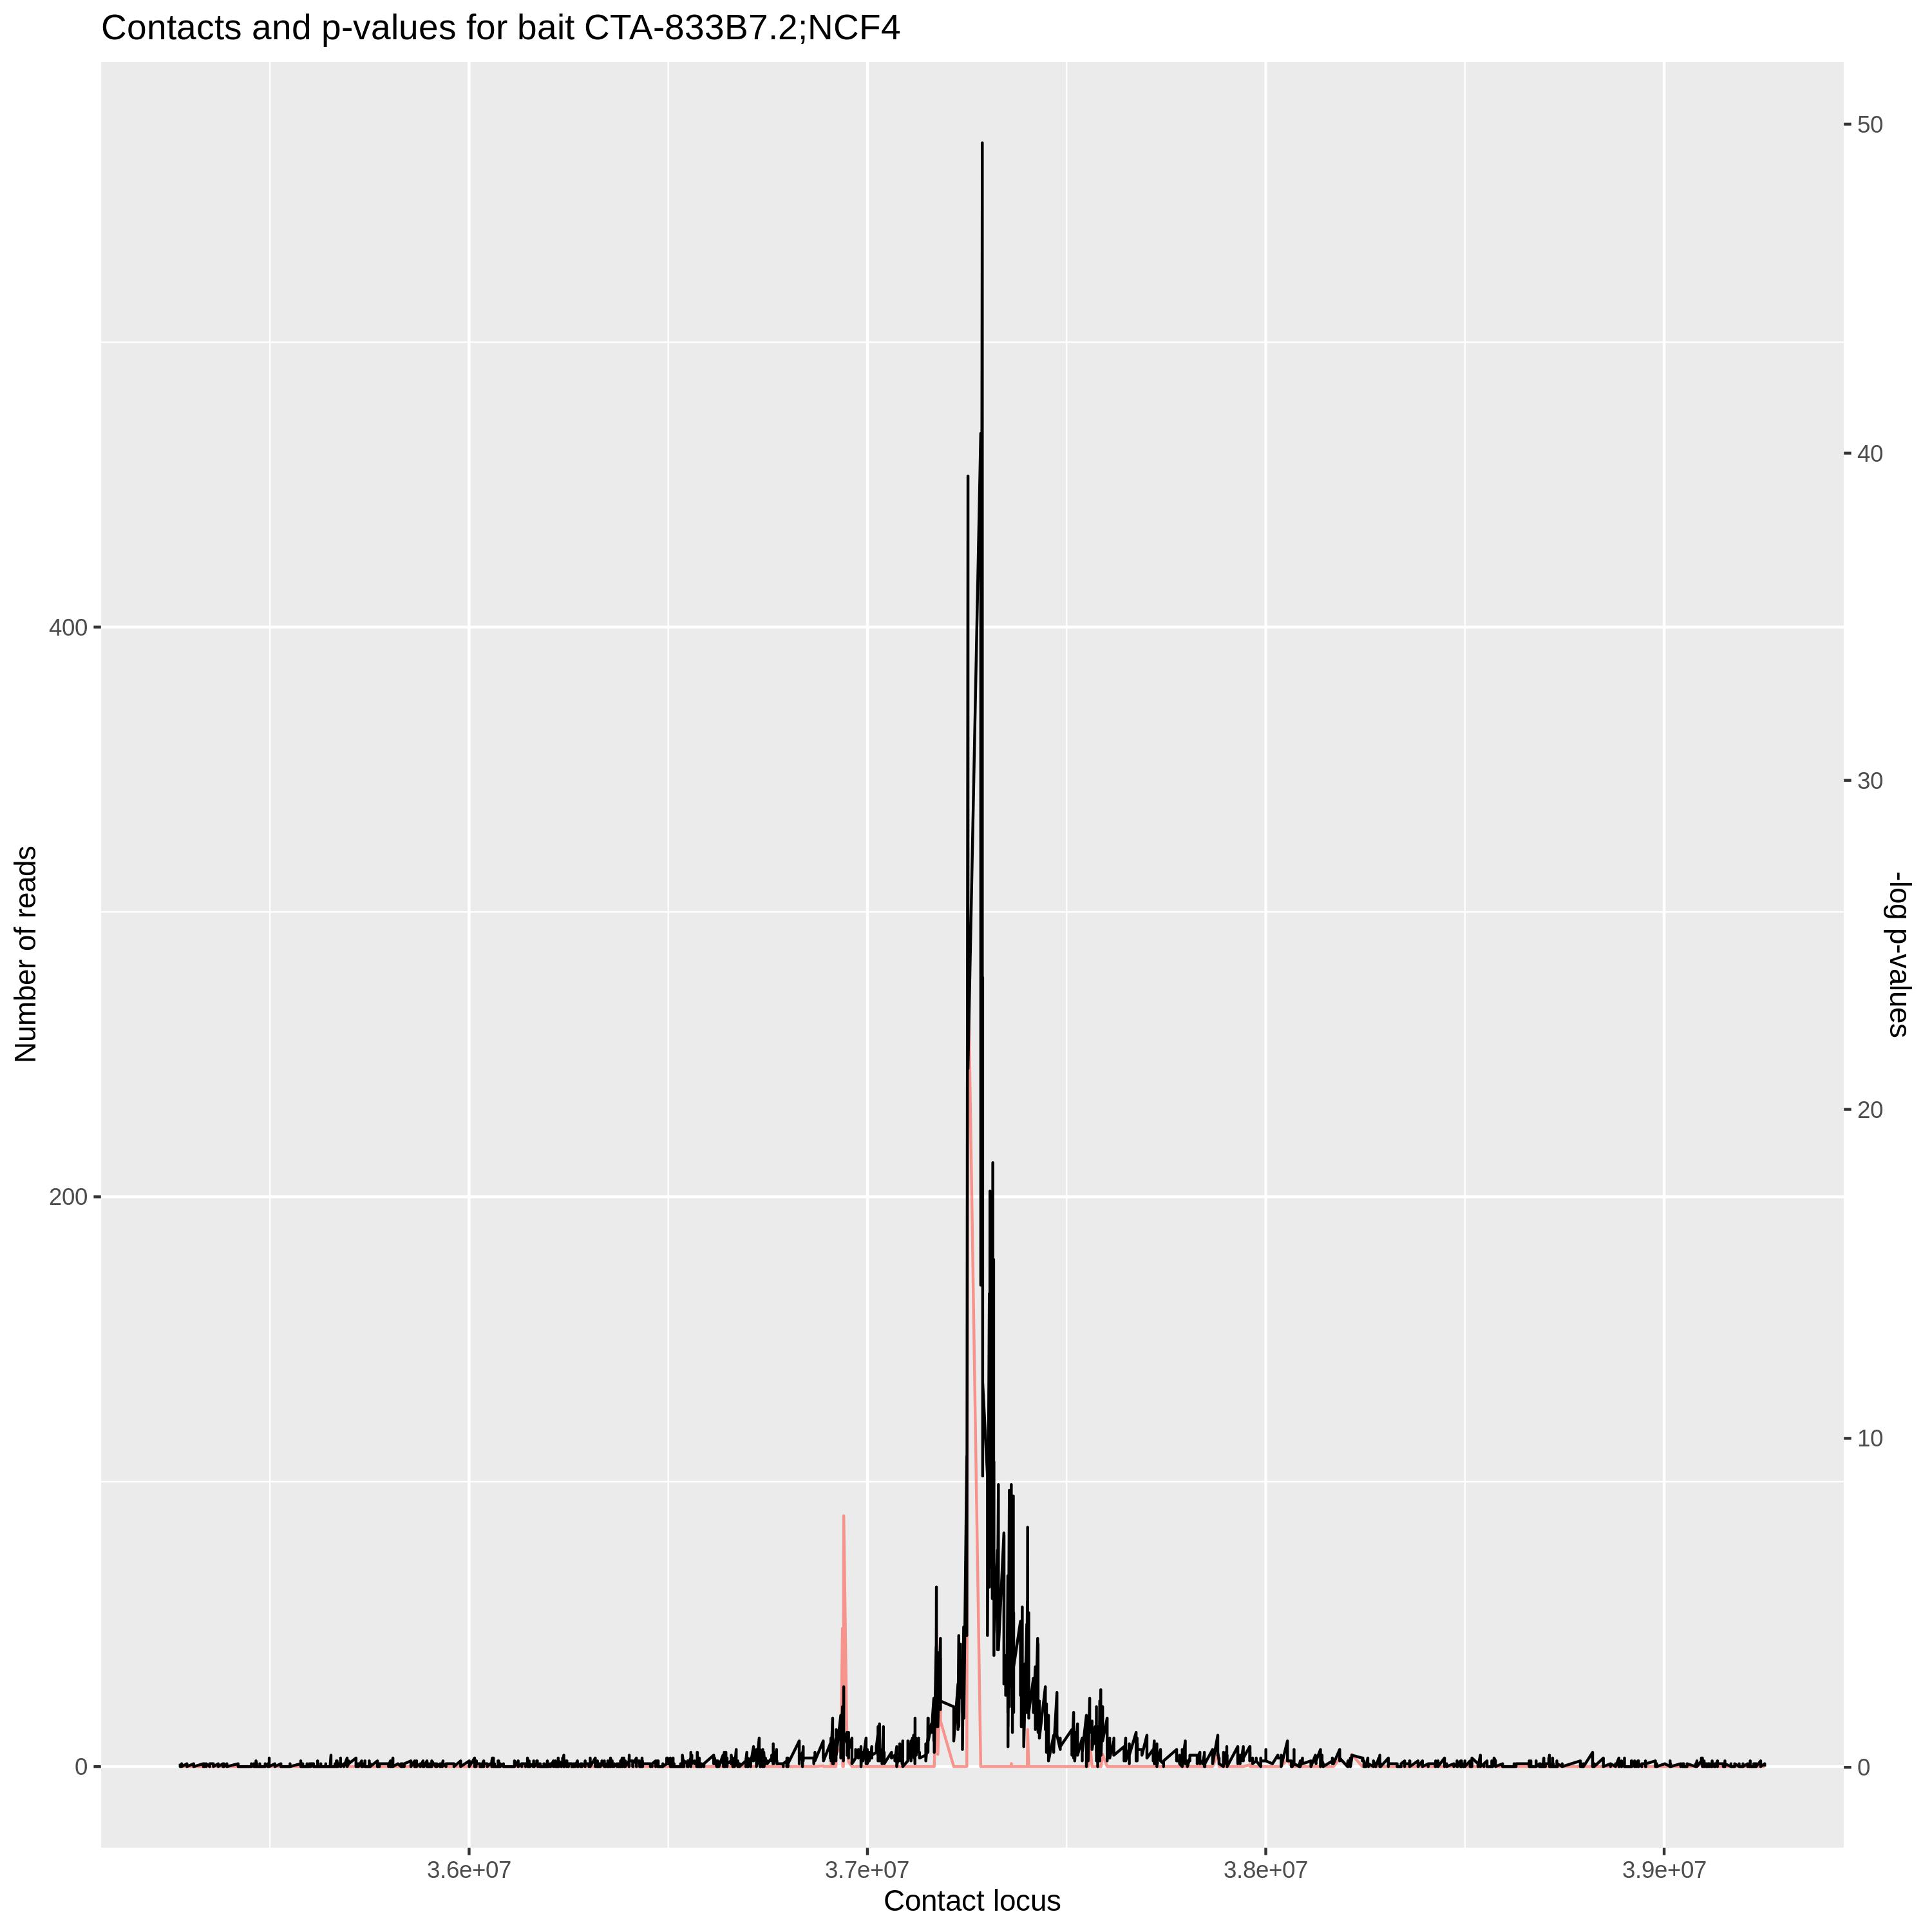 Contacts and p-values for bait CTA-833B7.2;NCF4
Number of reads
400
200
0
50
40
30
20
10
0
-log p-values
3.6e+07
3.7e+07
3.8e+07
3.9e+07
Contact locus